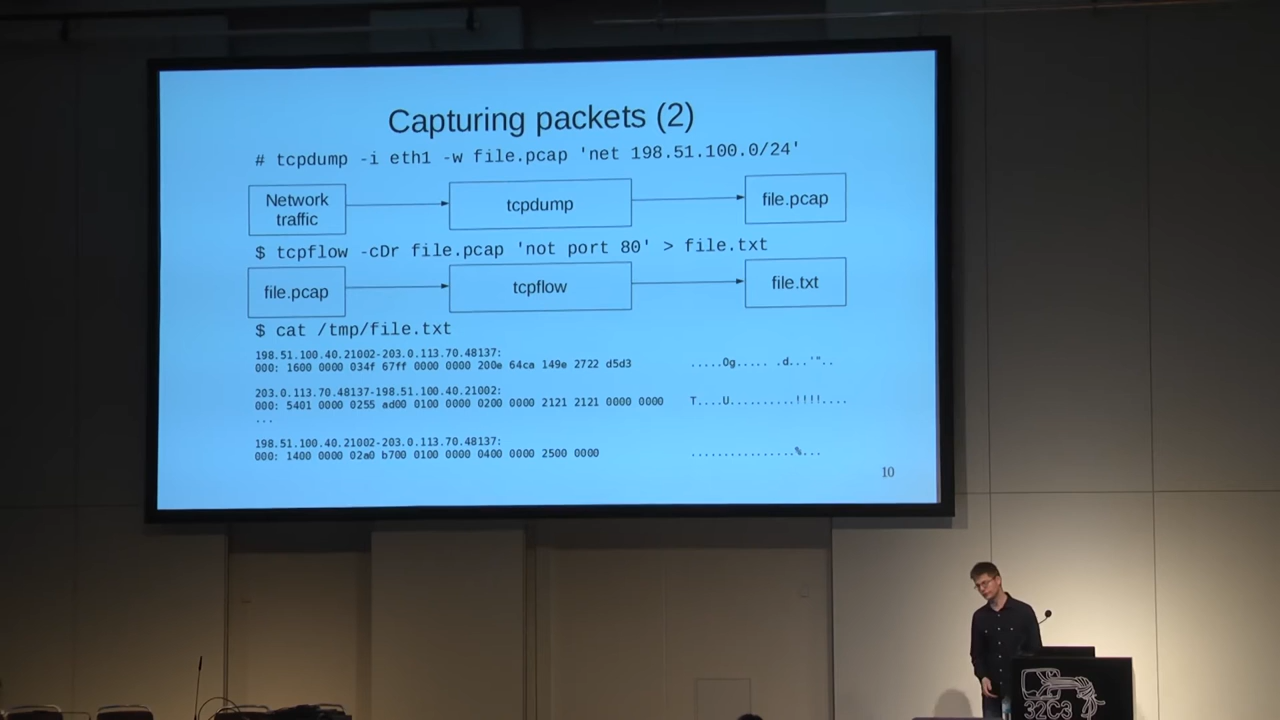 Capturing packets (2)
# tcpdump -i eth1 -w file.pcap 'net 198.51.100.0/24'
Network
traffic
tcpdump
file.pcap
$ tcpflow -cDr file.pcap 'not port 80' > file.txt
file.pcap
tcpflow
file.txt
$ cat /tmp/file.txt
198.51.100.40.21002-203.0.113.70.48137:
000: 1600 0000 034f 67ff 0000 0000 200e 64ca 149e 2722 d5d3 .....Og..... .d...'"..
203.0.113.70.48137-198.51.100.40.21002:
000: 5401 0000 0255 ad00 0100 0000 0200 0000 2121 2121 0000 0000 T....U..........!!!!....
...
198.51.100.40.21002-203.0.113.70.48137:
000: 1400 0000 02a0 b700 0100 0000 0400 0000 2500 0000 ................%...
10
32C3